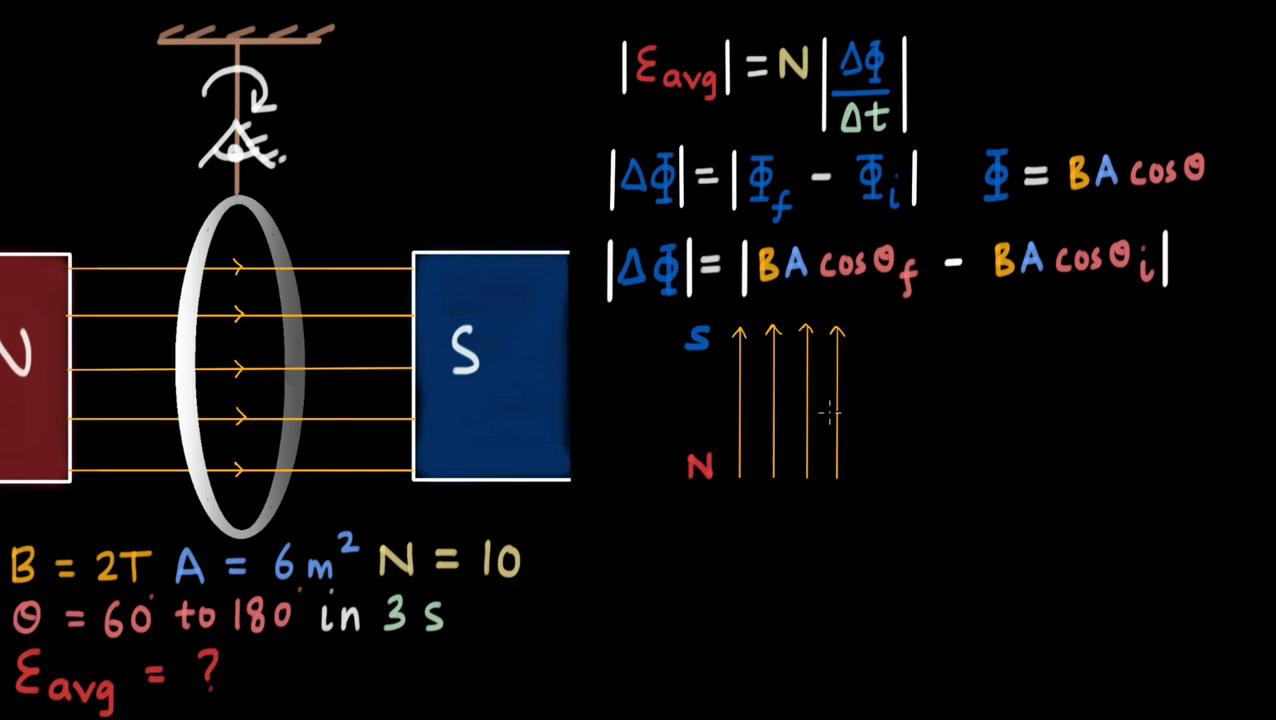 |εavg| = N |ΔΦ/Δt|
|ΔΦ| = |Φf - Φi|   Φ = BA cosθ
|ΔΦ| = |BA cosθf - BA cosθi|
N
S
S
N
B = 2T A = 6 m² N = 10
θ = 60° to 180° in 3 s
εavg = ?